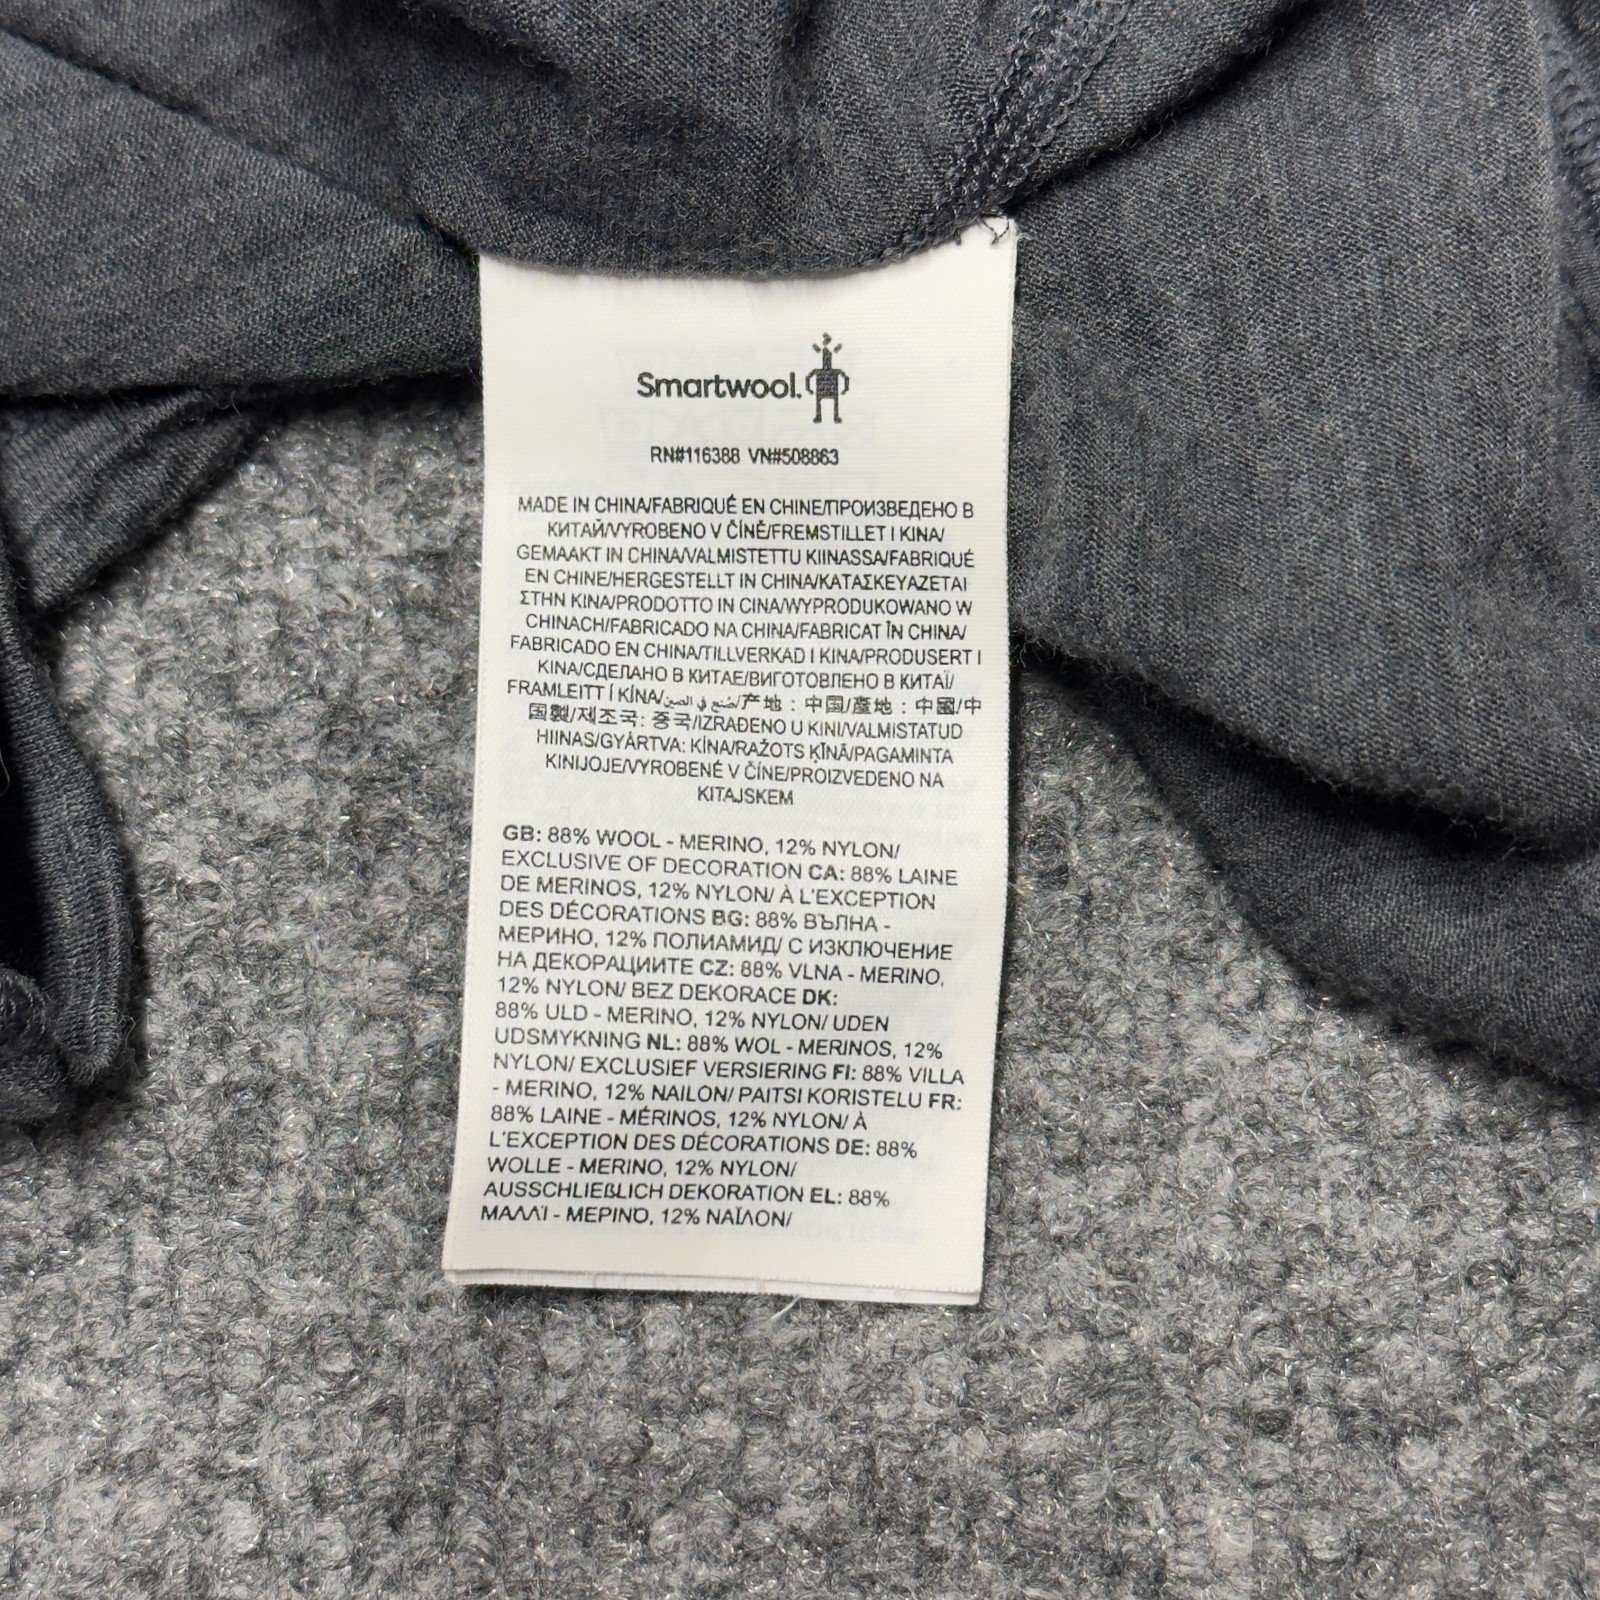 Smartwool.
RN#116388 VN#508863
MADE IN CHINA/FABRIQUÉ EN CHINE/ПРОИЗВЕДЕНО В
КИТАЙ/VYROBENO V ČÍNĚ/FREMSTILLET I KINA/
GEMAAKT IN CHINA/VALMISTETTU KIINASSA/FABRIQUÉ
EN CHINE/HERGESTELLT IN CHINA/ΚΑΤΑΣΚΕΥΑΖΕΤΑΙ
ΣΤΗΝ ΚΙΝΑ/PRODOTTO IN CINA/WYPRODUKOWANO W
CHINACH/FABRICADO NA CHINA/FABRICAT ÎN CHINA/
FABRICADO EN CHINA/TILLVERKAD I KINA/PRODUSERT I
KINA/СДЕЛАНО В КИТАЕ/ВИГОТОВЛЕНО В КИТАЇ/
FRAMLEITT Í KÍNA/صُنع في الصين/产地：中国/產地：中國/中
国製/제조국: 중국/IZRAĐENO U KINI/VALMISTATUD
HIINAS/GYÁRTVA: KÍNA/RAŽOTS ĶĪNĀ/PAGAMINTA
KINIJOJE/VYROBENÉ V ČÍNE/PROIZVEDENO NA
KITAJSKEM
GB: 88% WOOL - MERINO, 12% NYLON/
EXCLUSIVE OF DECORATION CA: 88% LAINE
DE MERINOS, 12% NYLON/ À L'EXCEPTION
DES DÉCORATIONS BG: 88% ВЪЛНА -
МЕРИНО, 12% ПОЛИАМИД/ С ИЗКЛЮЧЕНИЕ
НА ДЕКОРАЦИИТЕ CZ: 88% VLNA - MERINO,
12% NYLON/ BEZ DEKORACE DK:
88% ULD - MERINO, 12% NYLON/ UDEN
UDSMYKNING NL: 88% WOL - MERINOS, 12%
NYLON/ EXCLUSIEF VERSIERING FI: 88% VILLA
- MERINO, 12% NAILON/ PAITSI KORISTELU FR:
88% LAINE - MÉRINOS, 12% NYLON/ À
L'EXCEPTION DES DÉCORATIONS DE: 88%
WOLLE - MERINO, 12% NYLON/
AUSSCHLIEßLICH DEKORATION EL: 88%
ΜΑΛΛΊ - ΜΕΡΙΝΌ, 12% ΝΑΪΛΟΝ/